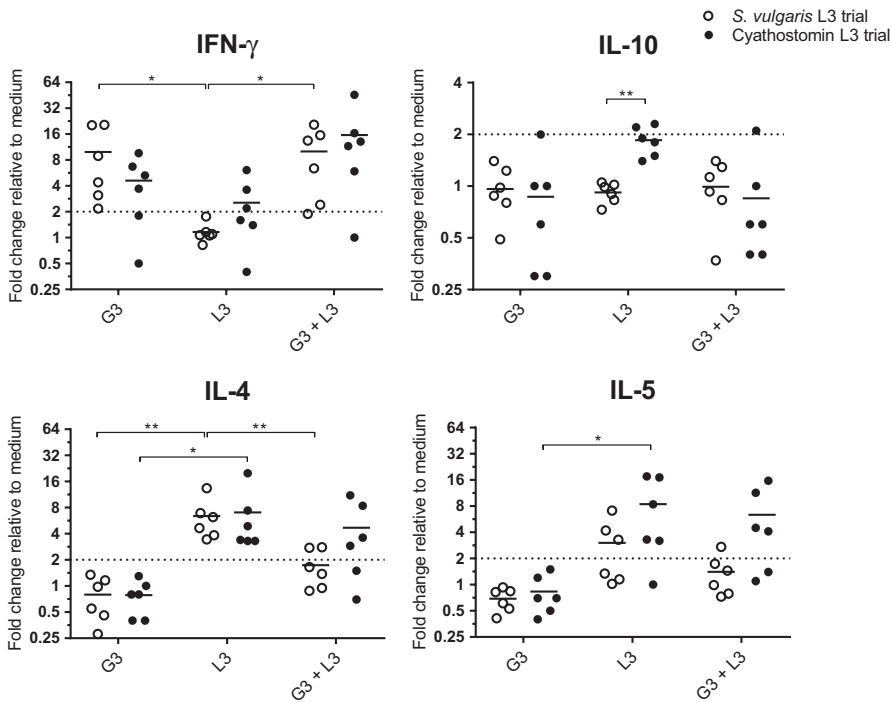 S. vulgaris L3 trial
Cyathostomin L3 trial
IFN-γ
Fold change relative to medium
64
32
16
8
4
2
1
0.5
0.25
*
*
G3
L3
G3 + L3
IL-10
Fold change relative to medium
4
2
1
0.5
0.25
**
G3
L3
G3 + L3
IL-4
Fold change relative to medium
64
32
16
8
4
2
1
0.5
0.25
**
**
*
G3
L3
G3 + L3
IL-5
Fold change relative to medium
64
32
16
8
4
2
1
0.5
0.25
*
G3
L3
G3 + L3